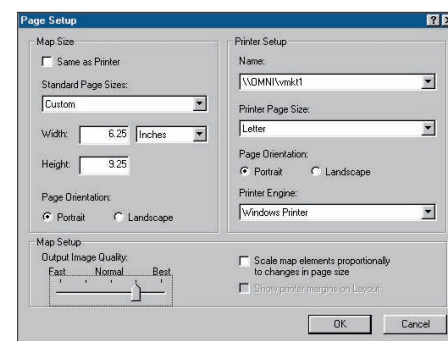 Page Setup
Map Size
Same as Printer
Standard Page Sizes:
Custom
Width: 6.25 Inches
Height: 9.25
Page Orientation:
Portrait Landscape
Printer Setup
Name:
\\OMNI\vmkt1
Printer Page Size:
Letter
Page Orientation:
Portrait Landscape
Printer Engine:
Windows Printer
Map Setup
Output Image Quality:
Fast Normal Best
Scale map elements proportionally
to changes in page size
Show printer margins on Layout
OK Cancel